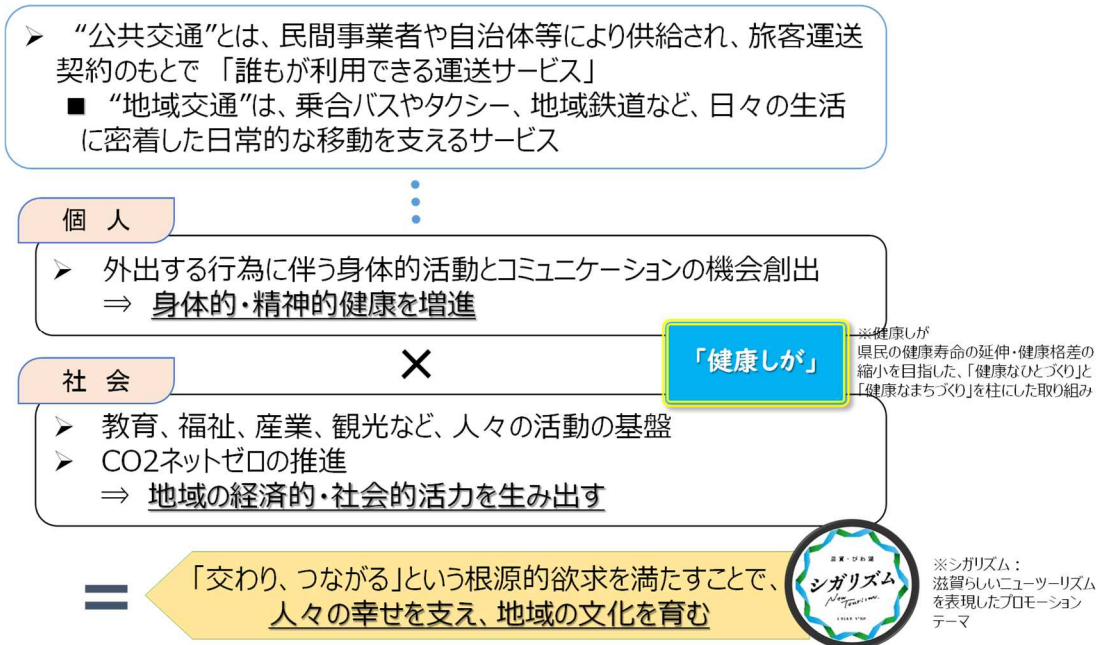 ➢ “公共交通”とは、民間事業者や自治体等により供給され、旅客運送
契約のもとで 「誰もが利用できる運送サービス」
■ “地域交通”は、乗合バスやタクシー、地域鉄道など、日々の生活
に密着した日常的な移動を支えるサービス
個 人
➢ 外出する行為に伴う身体的活動とコミュニケーションの機会創出
⇒ 身体的・精神的健康を増進
×
「健康しが」
※健康しが
県民の健康寿命の延伸・健康格差の
縮小を目指した、「健康なひとづくり」と
「健康なまちづくり」を柱にした取り組み
社 会
➢ 教育、福祉、産業、観光など、人々の活動の基盤
➢ CO2ネットゼロの推進
⇒ 地域の経済的・社会的活力を生み出す
=
「交わり、つながる」という根源的欲求を満たすことで、
人々の幸せを支え、地域の文化を育む
滋賀・びわ湖
シガリズム
New Tourism
※シガリズム：
滋賀らしいニューツーリズム
を表現したプロモーション
テーマ